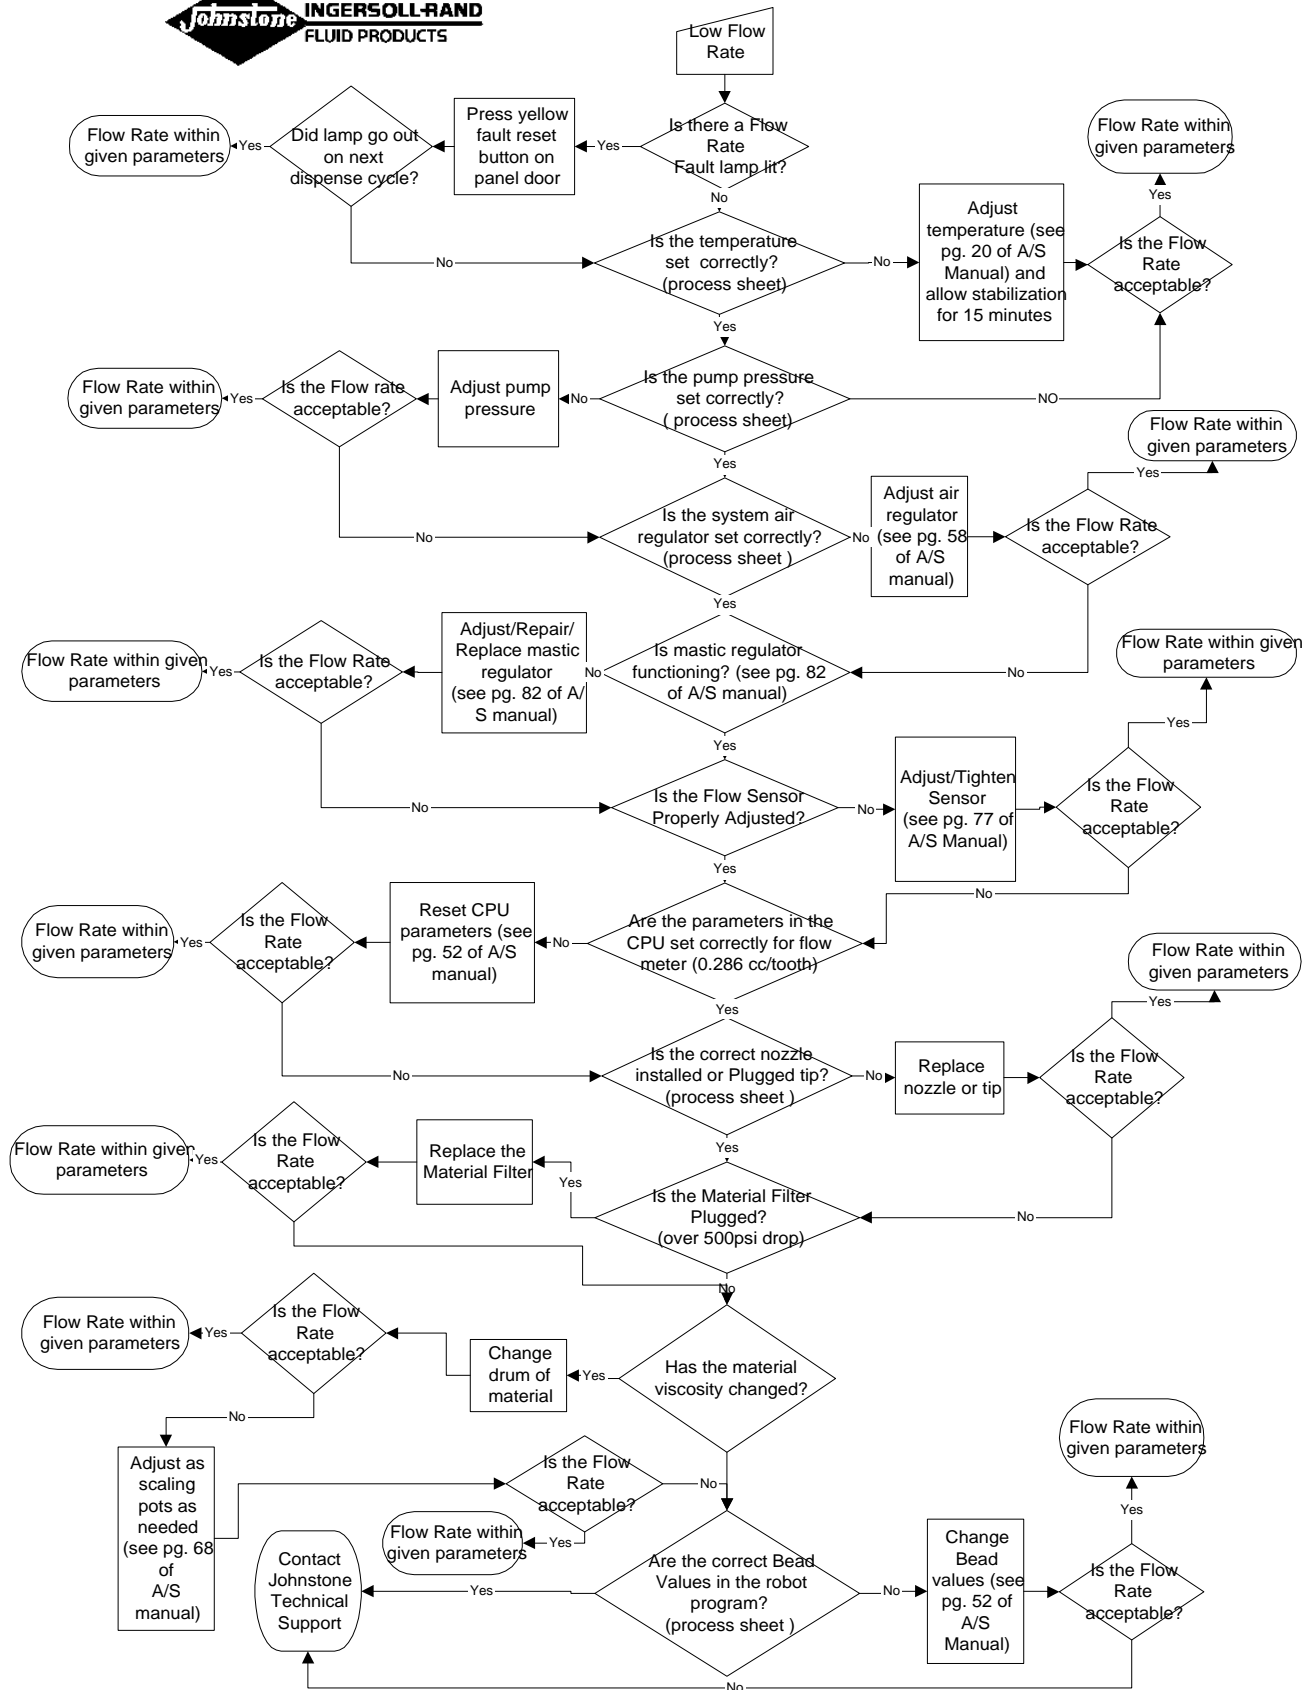 Johnstone
INGERSOLL-RAND
FLUID PRODUCTS
Low Flow
Rate
Is there a Flow
Rate
Fault lamp lit?
Yes
Press yellow
fault reset
button on
panel door
Did lamp go out
on next
dispense cycle?
Yes
Flow Rate within
given parameters
No
No
Is the temperature
set correctly?
(process sheet)
No
Adjust
temperature (see
pg. 20 of A/S
Manual) and
allow stabilization
for 15 minutes
Is the Flow
Rate
acceptable?
Yes
Flow Rate within
given parameters
Yes
Is the pump pressure
set correctly?
( process sheet)
NO
No
Adjust pump
pressure
Is the Flow rate
acceptable?
Yes
Flow Rate within
given parameters
No
Yes
Is the system air
regulator set correctly?
(process sheet )
No
Adjust air
regulator
(see pg. 58
of A/S
manual)
Is the Flow Rate
acceptable?
Yes
Flow Rate within
given parameters
No
Yes
Is mastic regulator
functioning? (see pg. 82
of A/S manual)
No
Adjust/Repair/
Replace mastic
regulator
(see pg. 82 of A/
S manual)
Is the Flow Rate
acceptable?
Yes
Flow Rate within given
parameters
No
Yes
Is the Flow Sensor
Properly Adjusted?
No
Adjust/Tighten
Sensor
(see pg. 77 of
A/S Manual)
Is the Flow
Rate
acceptable?
Yes
Flow Rate within given
parameters
No
Yes
Are the parameters in the
CPU set correctly for flow
meter (0.286 cc/tooth)
No
Reset CPU
parameters (see
pg. 52 of A/S
manual)
Is the Flow
Rate
acceptable?
Yes
Flow Rate within
given parameters
No
Yes
Is the correct nozzle
installed or Plugged tip?
(process sheet )
No
Replace
nozzle or tip
Is the Flow
Rate
acceptable?
Yes
Flow Rate within
given parameters
No
Yes
Is the Material Filter
Plugged?
(over 500psi drop)
Yes
Replace the
Material Filter
Is the Flow
Rate
acceptable?
Yes
Flow Rate within given
parameters
No
Has the material
viscosity changed?
Yes
Change
drum of
material
Is the Flow
Rate
acceptable?
Yes
Flow Rate within
given parameters
No
Adjust as
scaling
pots as
needed
(see pg. 68
of
A/S
manual)
Is the Flow
Rate
acceptable?
No
Yes
Flow Rate within
given parameters
Are the correct Bead
Values in the robot
program?
(process sheet )
Yes
Contact
Johnstone
Technical
Support
No
Change
Bead
values (see
pg. 52 of
A/S
Manual)
Is the Flow
Rate
acceptable?
Yes
Flow Rate within
given parameters
No